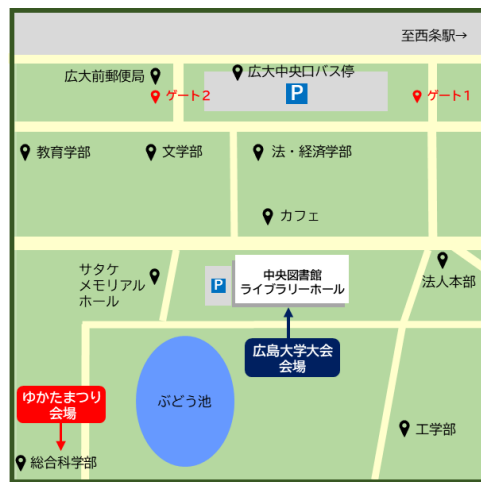 至西条駅→
広大前郵便局
広大中央口バス停
ゲート2
P
ゲート1
教育学部
文学部
法・経済学部
カフェ
サタケ
メモリアル
ホール
P
中央図書館
ライブラリーホール
法人本部
広島大学大会
会場
ゆかたまつり
会場
ぶどう池
工学部
総合科学部